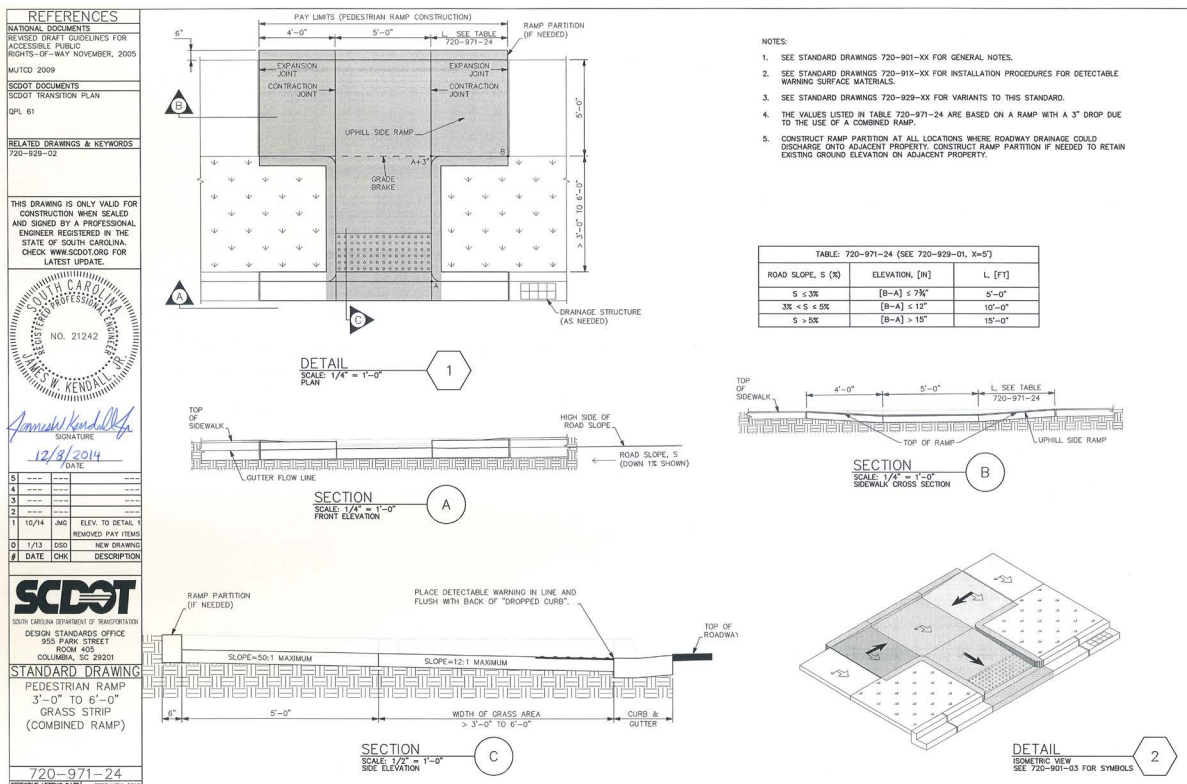 REFERENCES
NATIONAL DOCUMENTS
REVISED DRAFT GUIDELINES FOR
ACCESSIBLE PUBLIC
RIGHTS-OF-WAY NOVEMBER, 2005
MUTCD 2009
SCDOT DOCUMENTS
SCDOT TRANSITION PLAN
QPL 61
RELATED DRAWINGS & KEYWORDS
720-929-02
THIS DRAWING IS ONLY VALID FOR
CONSTRUCTION WHEN SEALED
AND SIGNED BY A PROFESSIONAL
ENGINEER REGISTERED IN THE
STATE OF SOUTH CAROLINA.
CHECK WWW.SCDOT.ORG FOR
LATEST UPDATE.
SOUTH CAROLINA
REGISTERED PROFESSIONAL ENGINEER
NO. 21242
JAMES W. KENDALL, JR.
James W Kendall Jr.
SIGNATURE
12/8/2014
DATE
5 --- --- ---
4 --- --- ---
3 --- --- ---
2 --- --- ---
1 10/14 JMG ELEV. TO DETAIL 1
REMOVED PAY ITEMS
0 1/13 DSO NEW DRAWING
# DATE CHK DESCRIPTION
SCDOT
SOUTH CAROLINA DEPARTMENT OF TRANSPORTATION
DESIGN STANDARDS OFFICE
955 PARK STREET
ROOM 405
COLUMBIA, SC 29201
STANDARD DRAWING
PEDESTRIAN RAMP
3'-0" TO 6'-0"
GRASS STRIP
(COMBINED RAMP)
720-971-24
PAY LIMITS (PEDESTRIAN RAMP CONSTRUCTION)
RAMP PARTITION
(IF NEEDED)
6"
4'-0"
5'-0"
L, SEE TABLE
720-971-24
EXPANSION
JOINT
EXPANSION
JOINT
CONTRACTION
JOINT
CONTRACTION
JOINT
B
5'-0"
UPHILL SIDE RAMP
A+3"
B
GRADE
BRAKE
> 3'-0" TO 6'-0"
A
A
C
DRAINAGE STRUCTURE
(AS NEEDED)
DETAIL
SCALE: 1/4" = 1'-0"
PLAN
1
NOTES:
1. SEE STANDARD DRAWINGS 720-901-XX FOR GENERAL NOTES.
2. SEE STANDARD DRAWINGS 720-91X-XX FOR INSTALLATION PROCEDURES FOR DETECTABLE
WARNING SURFACE MATERIALS.
3. SEE STANDARD DRAWINGS 720-929-XX FOR VARIANTS TO THIS STANDARD.
4. THE VALUES LISTED IN TABLE 720-971-24 ARE BASED ON A RAMP WITH A 3" DROP DUE
TO THE USE OF A COMBINED RAMP.
5. CONSTRUCT RAMP PARTITION AT ALL LOCATIONS WHERE ROADWAY DRAINAGE COULD
DISCHARGE ONTO ADJACENT PROPERTY. CONSTRUCT RAMP PARTITION IF NEEDED TO RETAIN
EXISTING GROUND ELEVATION ON ADJACENT PROPERTY.
TABLE: 720-971-24 (SEE 720-929-01, X=5')
ROAD SLOPE, S (%) ELEVATION, [IN] L, [FT]
S ≤ 3% [B-A] ≤ 7¾" 5'-0"
3% < S ≤ 5% [B-A] ≤ 12" 10'-0"
S > 5% [B-A] > 15" 15'-0"
TOP
OF
SIDEWALK
HIGH SIDE OF
ROAD SLOPE
ROAD SLOPE, S
(DOWN 1% SHOWN)
GUTTER FLOW LINE
SECTION
SCALE: 1/4" = 1'-0"
FRONT ELEVATION
A
TOP
OF
SIDEWALK
4'-0"
5'-0"
L, SEE TABLE
720-971-24
TOP OF RAMP
UPHILL SIDE RAMP
SECTION
SCALE: 1/4" = 1'-0"
SIDEWALK CROSS SECTION
B
RAMP PARTITION
(IF NEEDED)
PLACE DETECTABLE WARNING IN LINE AND
FLUSH WITH BACK OF "DROPPED CURB".
TOP OF
ROADWAY
SLOPE=50:1 MAXIMUM
SLOPE=12:1 MAXIMUM
6"
5'-0"
WIDTH OF GRASS AREA
> 3'-0" TO 6'-0"
CURB &
GUTTER
SECTION
SCALE: 1/2" = 1'-0"
SIDE ELEVATION
C
DETAIL
ISOMETRIC VIEW
SEE 720-901-03 FOR SYMBOLS
2